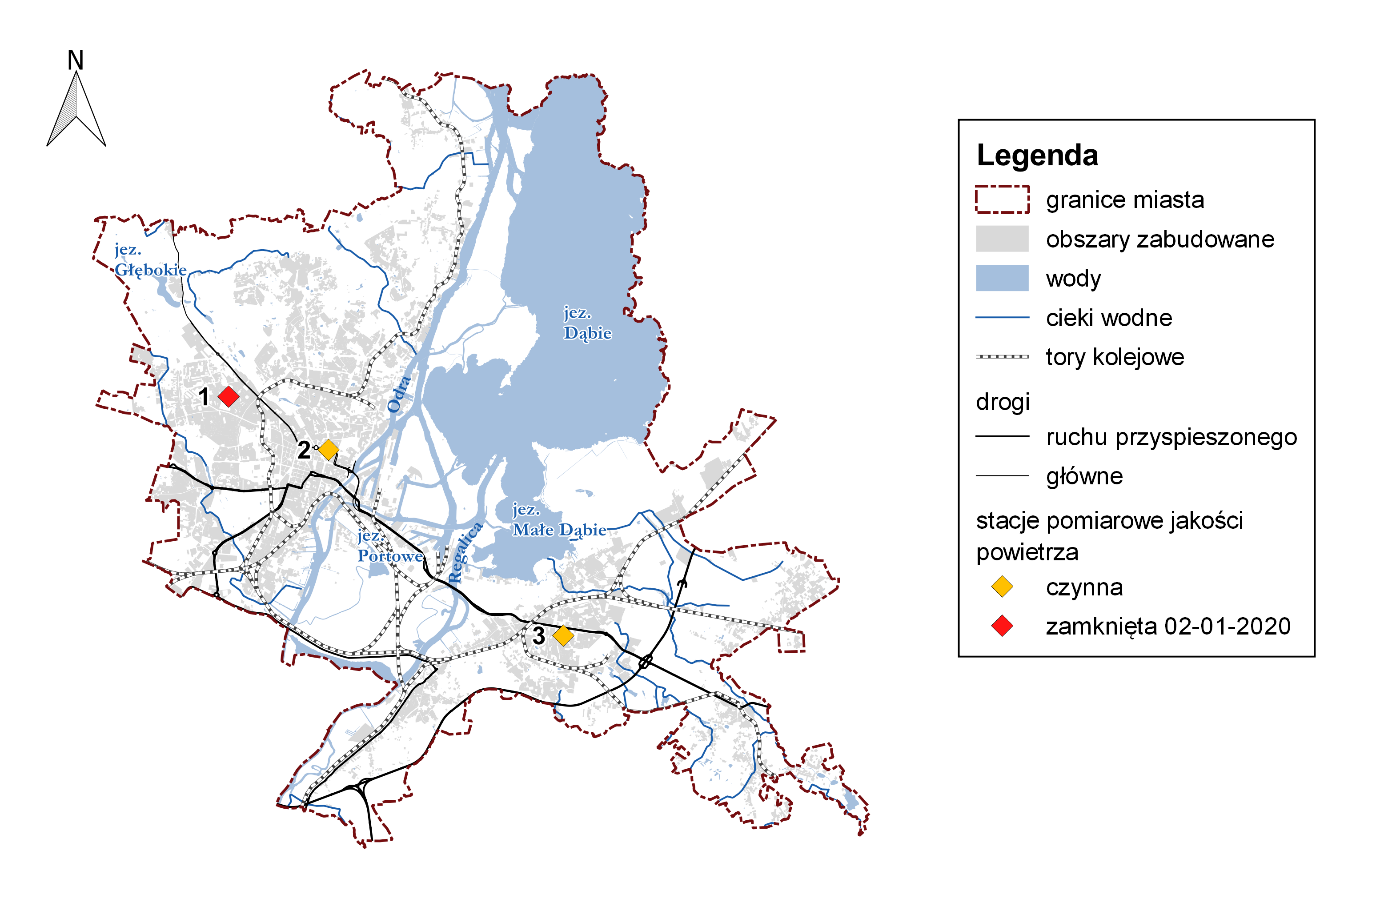 N
jez.
Głębokie
jez.
Dąbie
Odra
1
2
jez.
Małe Dąbie
jez.
Portowe
Regalica
3
Legenda
granice miasta
obszary zabudowane
wody
cieki wodne
tory kolejowe
drogi
ruchu przyspieszonego
główne
stacje pomiarowe jakości
powietrza
czynna
zamknięta 02-01-2020